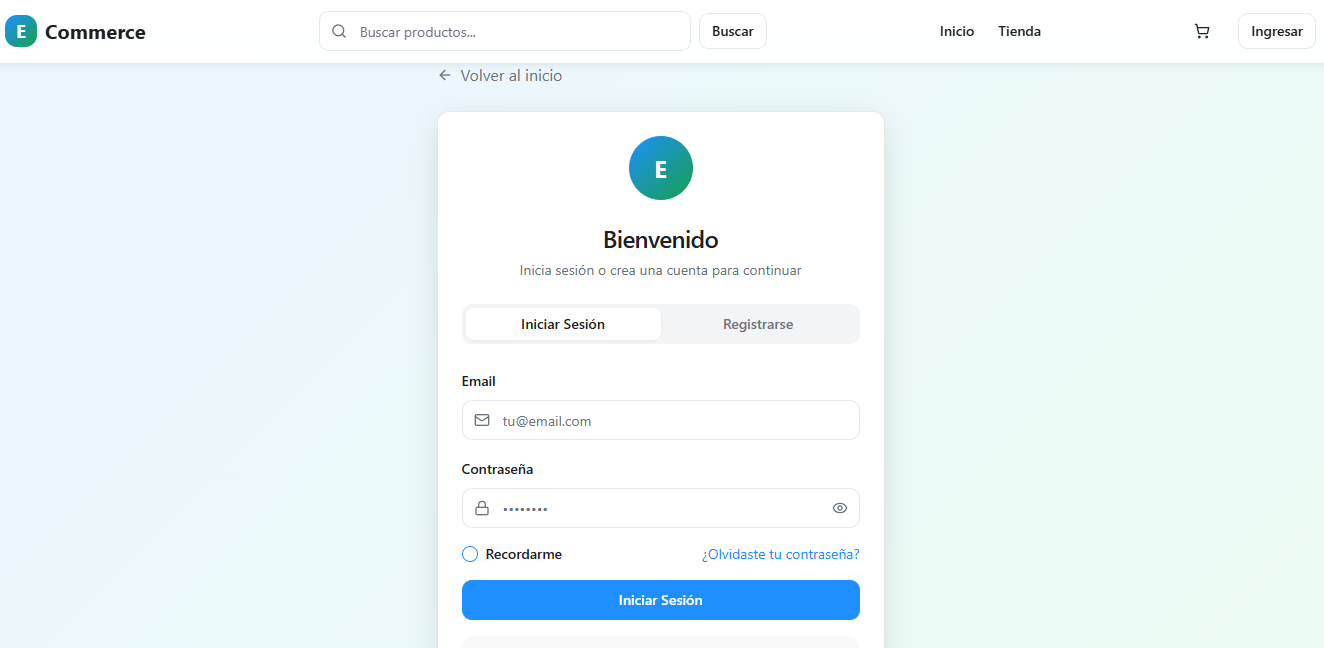 E Commerce
Buscar productos...
Buscar
Inicio
Tienda
Ingresar
Volver al inicio
E
Bienvenido
Inicia sesión o crea una cuenta para continuar
Iniciar Sesión
Registrarse
Email
tu@email.com
Contraseña
••••••••
Recordarme
¿Olvidaste tu contraseña?
Iniciar Sesión